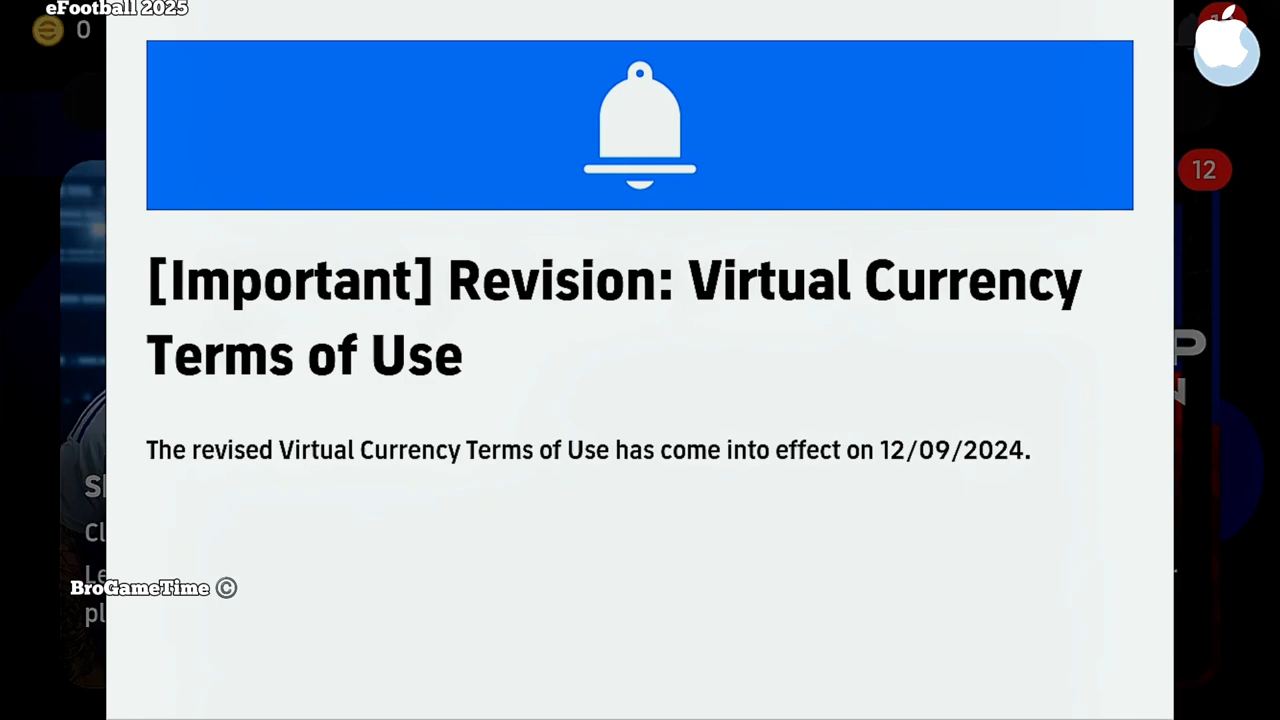 eFootball 2025
0
12
[Important] Revision: Virtual Currency
Terms of Use
The revised Virtual Currency Terms of Use has come into effect on 12/09/2024.
BroGameTime ©